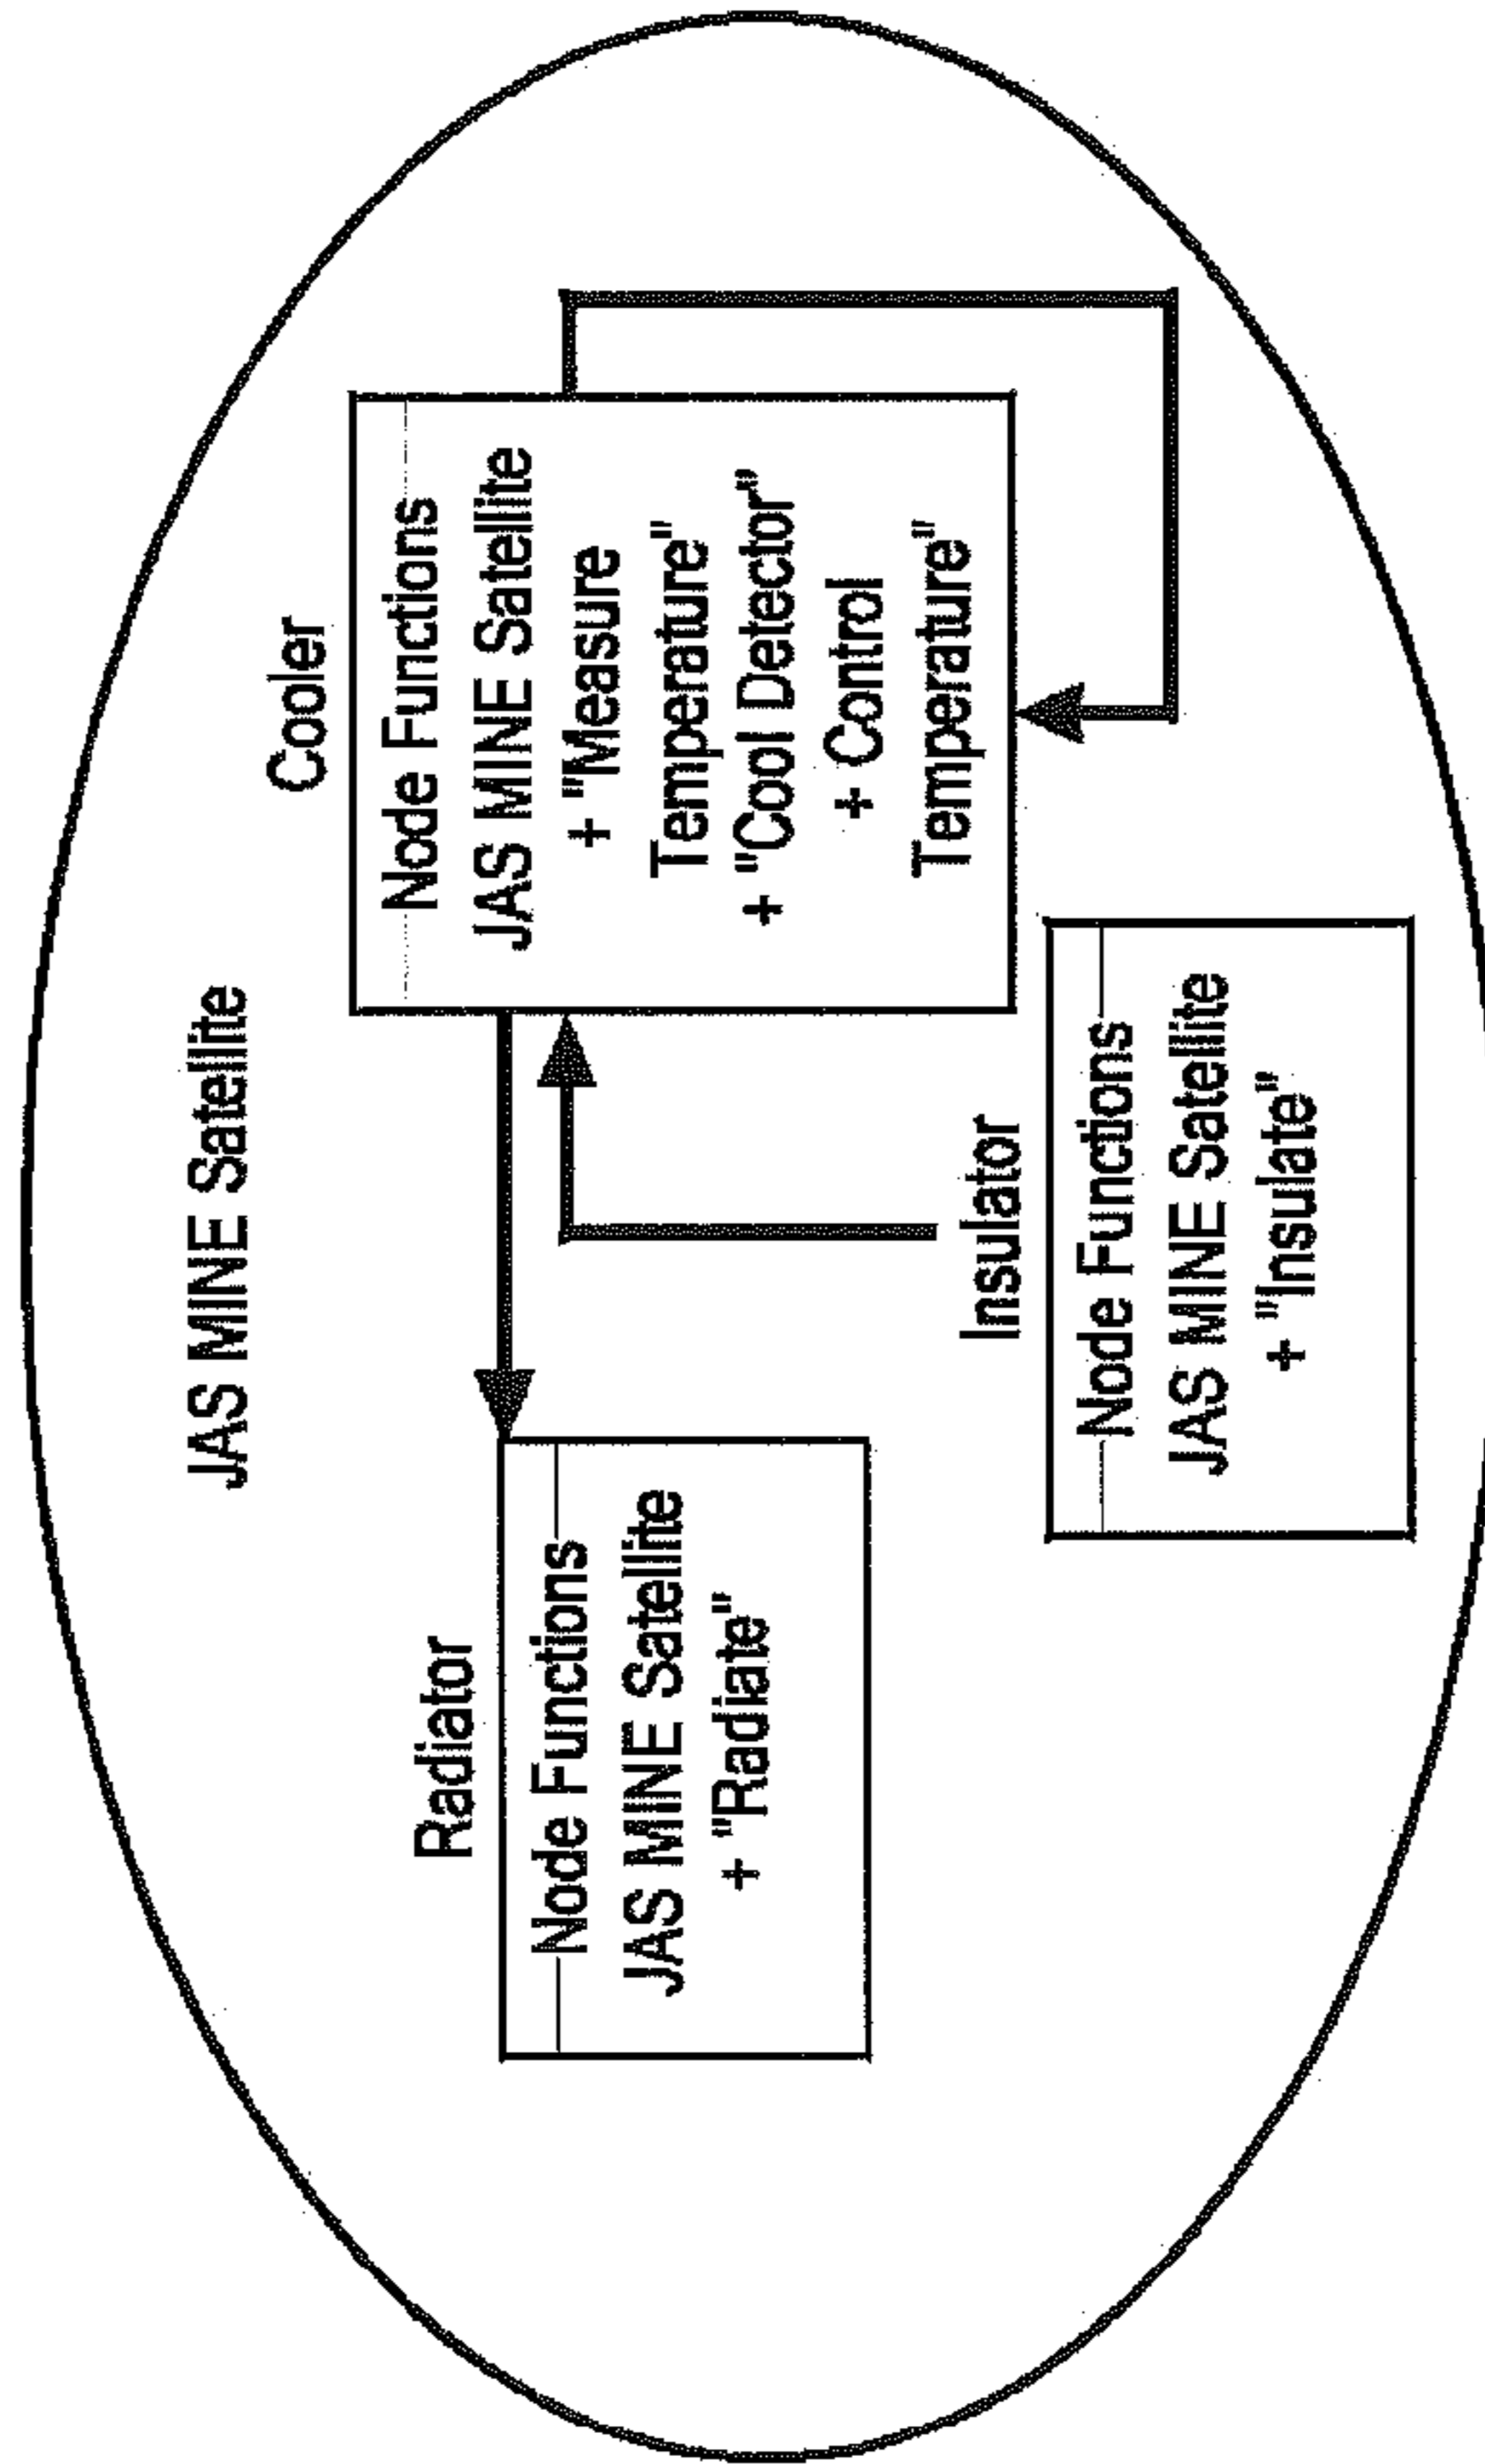 JAS MINE Satellite
Cooler
Node Functions
JAS MINE Satellite
+ "Measure
Temperature"
+ "Cool Detector"
+ Control
Temperature"
Radiator
Node Functions
JAS MINE Satellite
+ "Radiate"
Insulator
Node Functions
JAS MINE Satellite
+ "Insulate"